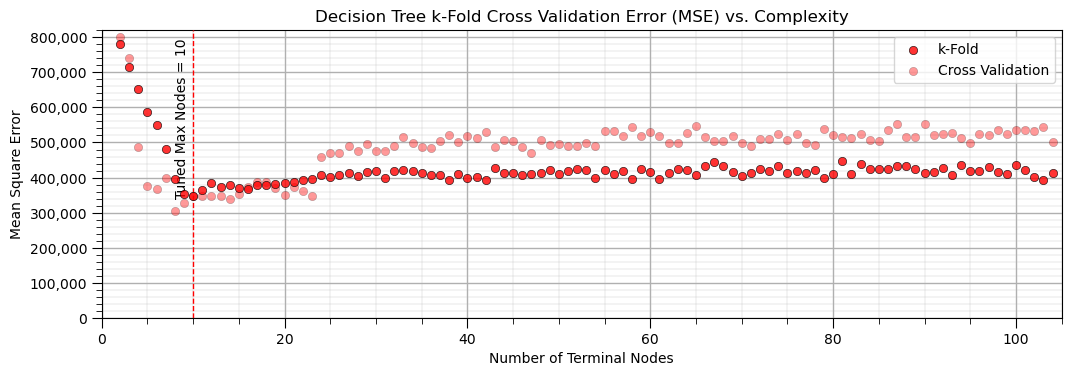 Decision Tree k-Fold Cross Validation Error (MSE) vs. Complexity
Mean Square Error
800,000
700,000
600,000
500,000
400,000
300,000
200,000
100,000
0
Tuned Max Nodes = 10
k-Fold
Cross Validation
0 20 40 60 80 100
Number of Terminal Nodes